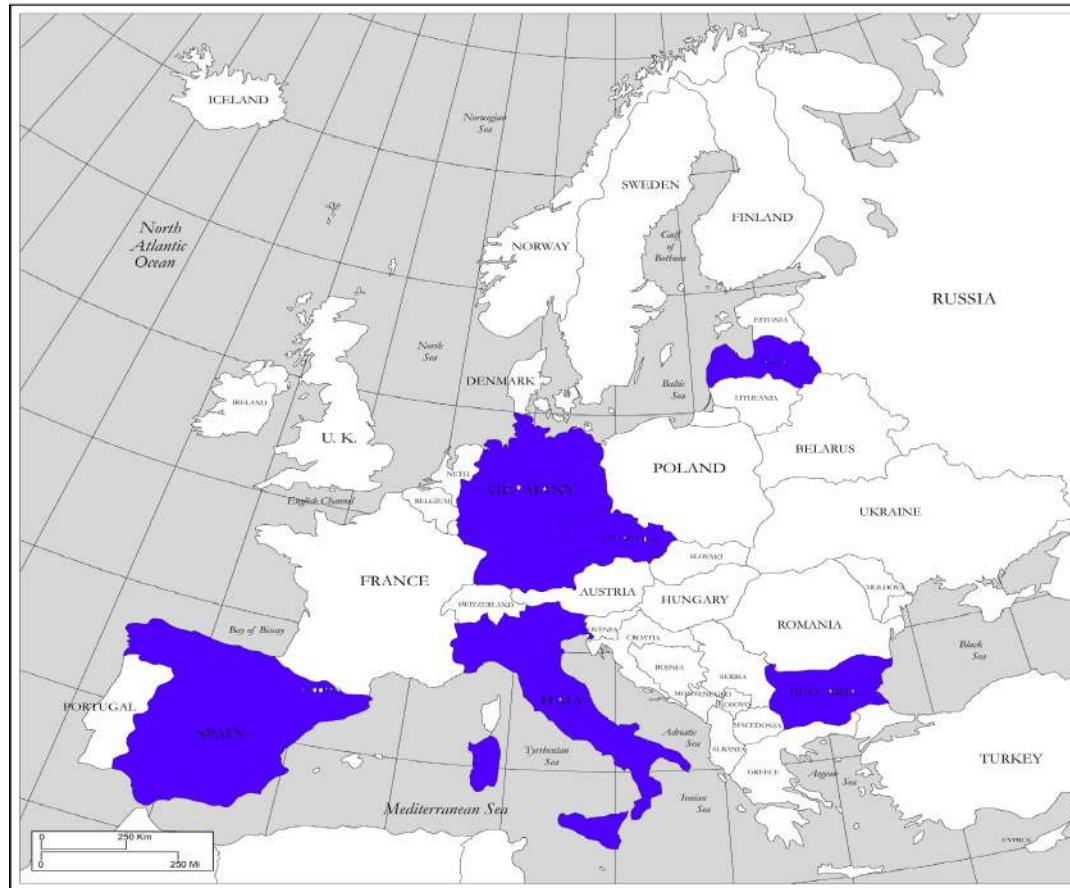 ICELAND
Norwegian
Sea
SWEDEN
FINLAND
NORWAY
Gulf
of
Bothnia
North
Atlantic
Ocean
RUSSIA
ESTONIA
North
Sea
DENMARK
Baltic
Sea
LITHUANIA
IRELAND
U. K.
BELARUS
NETH.
POLAND
English Channel
BELGIUM
GERMANY
UKRAINE
SLOVAKI
FRANCE
AUSTRIA
SWITZERLAND
HUNGARY
MOLDOVA
Bay of Biscay
ROMANIA
CROATIA
BOSNIA
SERBIA
Black
Sea
PORTUGAL
SPAIN
ITALY
MONTENEGRO
KOSOVO
BULGARIA
MACEDONIA
Adriatic
Sea
ALBANIA
GREECE
Tyrrhenian
Sea
Aegean
Sea
TURKEY
Mediterranean Sea
Ionian
Sea
CYPRUS
0 250 Km
0 250 Mi